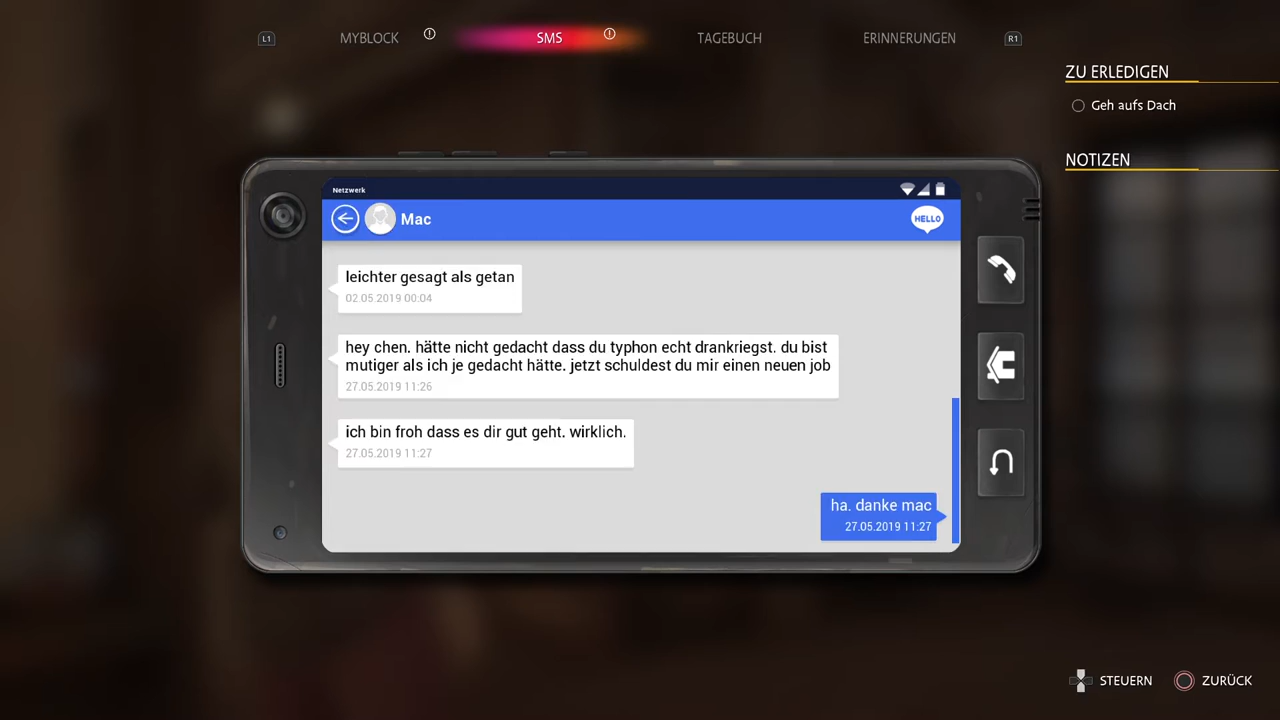 L1
MYBLOCK
SMS
TAGEBUCH
ERINNERUNGEN
R1
ZU ERLEDIGEN
Geh aufs Dach
NOTIZEN
Netzwerk
Mac
HELLO
leichter gesagt als getan
02.05.2019 00:04
hey chen. hätte nicht gedacht dass du typhon echt drankriegst. du bist
mutiger als ich je gedacht hätte. jetzt schuldest du mir einen neuen job
27.05.2019 11:26
ich bin froh dass es dir gut geht. wirklich.
27.05.2019 11:27
ha. danke mac
27.05.2019 11:27
STEUERN
ZURÜCK